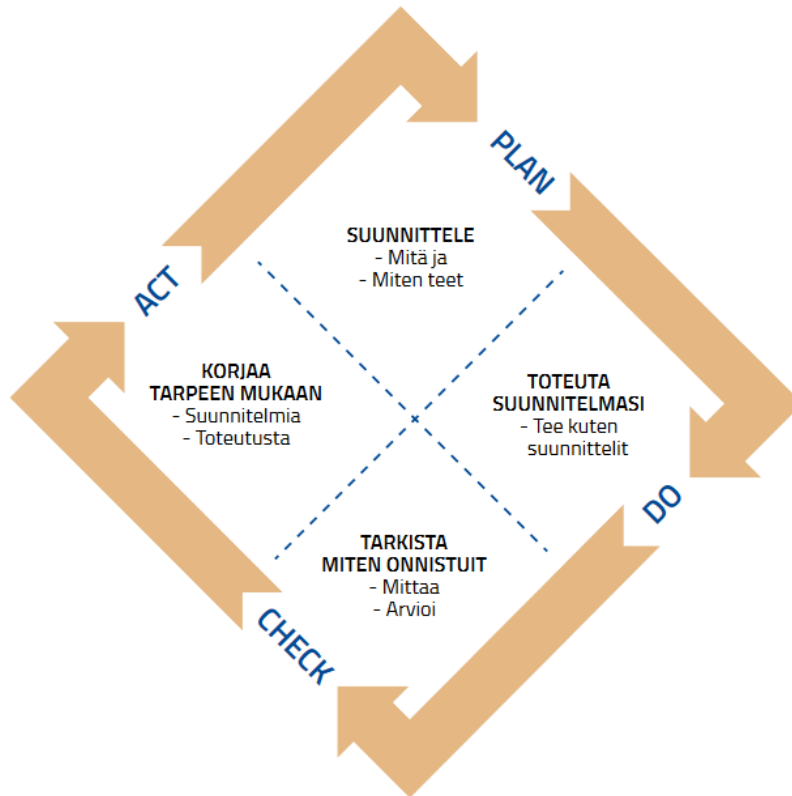 PLAN
SUUNNITTELE
- Mitä ja
- Miten teet
ACT
KORJAA
TARPEEN MUKAAN
- Suunnitelmia
- Toteutusta
TOTEUTA
SUUNNITELMASI
- Tee kuten
suunnittelit
DO
TARKISTA
MITEN ONNISTUIT
- Mittaa
- Arvioi
CHECK